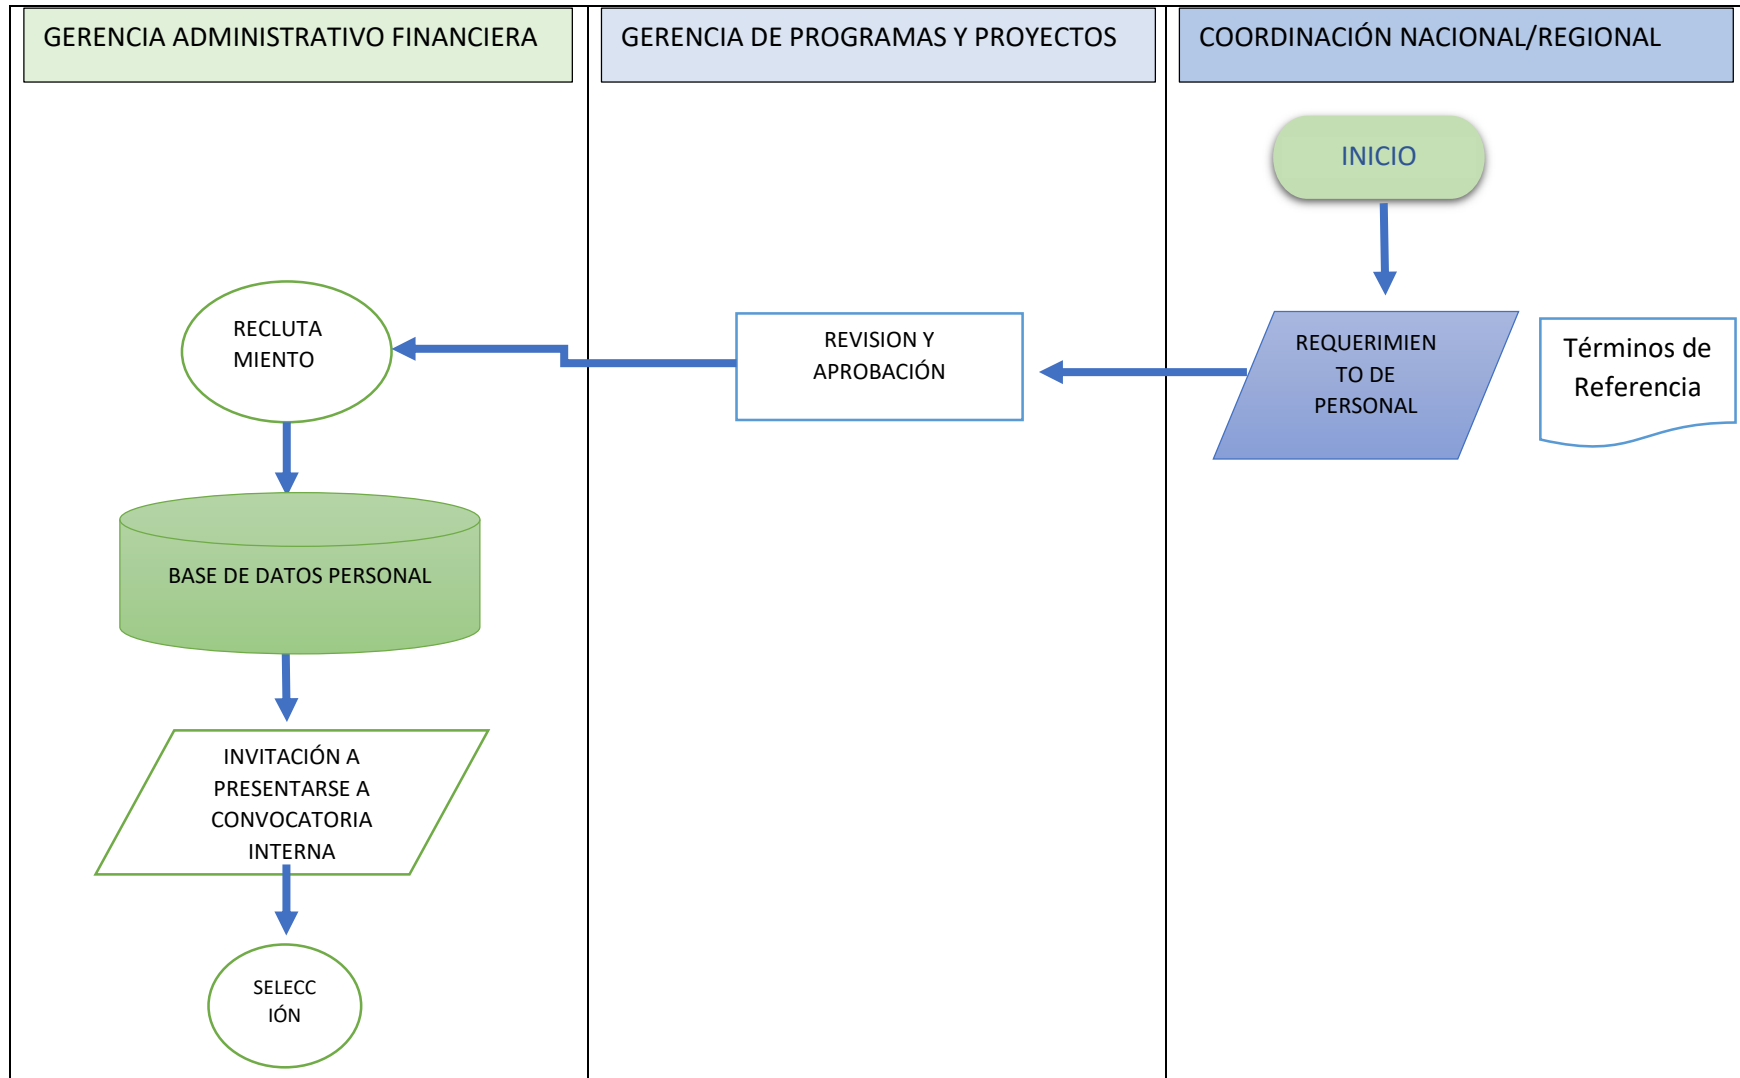 GERENCIA ADMINISTRATIVO FINANCIERA
GERENCIA DE PROGRAMAS Y PROYECTOS
COORDINACIÓN NACIONAL/REGIONAL
INICIO
RECLUTA
MIENTO
REVISION Y
APROBACIÓN
REQUERIMIEN
TO DE
PERSONAL
Términos de
Referencia
BASE DE DATOS PERSONAL
INVITACIÓN A
PRESENTARSE A
CONVOCATORIA
INTERNA
SELECC
IÓN